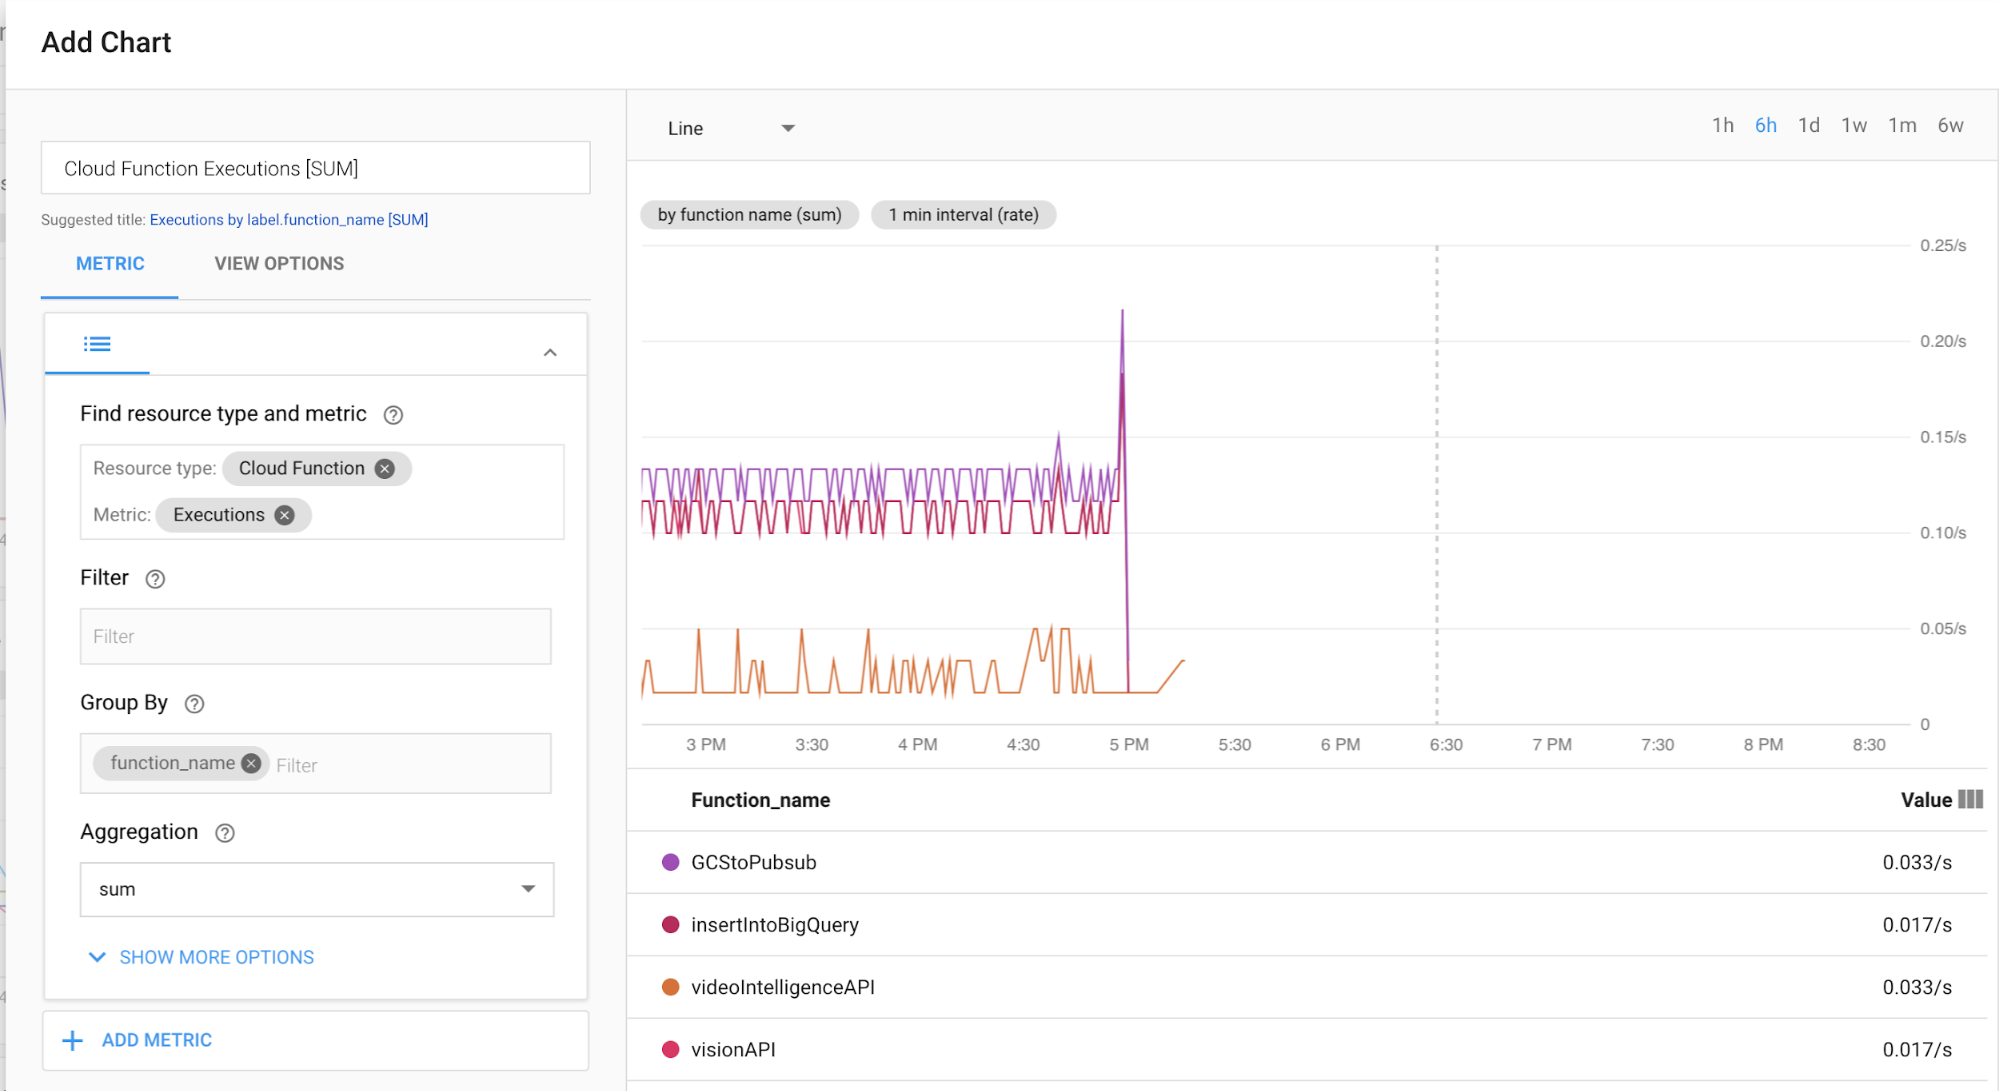 Add Chart
Cloud Function Executions [SUM]
Suggested title: Executions by label.function_name [SUM]
METRIC VIEW OPTIONS
Find resource type and metric ?
Resource type: Cloud Function
Metric: Executions
Filter ?
Filter
Group By ?
function_name Filter
Aggregation ?
sum
SHOW MORE OPTIONS
+ ADD METRIC
Line
1h 6h 1d 1w 1m 6w
by function name (sum) 1 min interval (rate)
0.25/s
0.20/s
0.15/s
0.10/s
0.05/s
0
3 PM 3:30 4 PM 4:30 5 PM 5:30 6 PM 6:30 7 PM 7:30 8 PM 8:30
Function_name Value
GCStoPubsub 0.033/s
insertIntoBigQuery 0.017/s
videoIntelligenceAPI 0.033/s
visionAPI 0.017/s